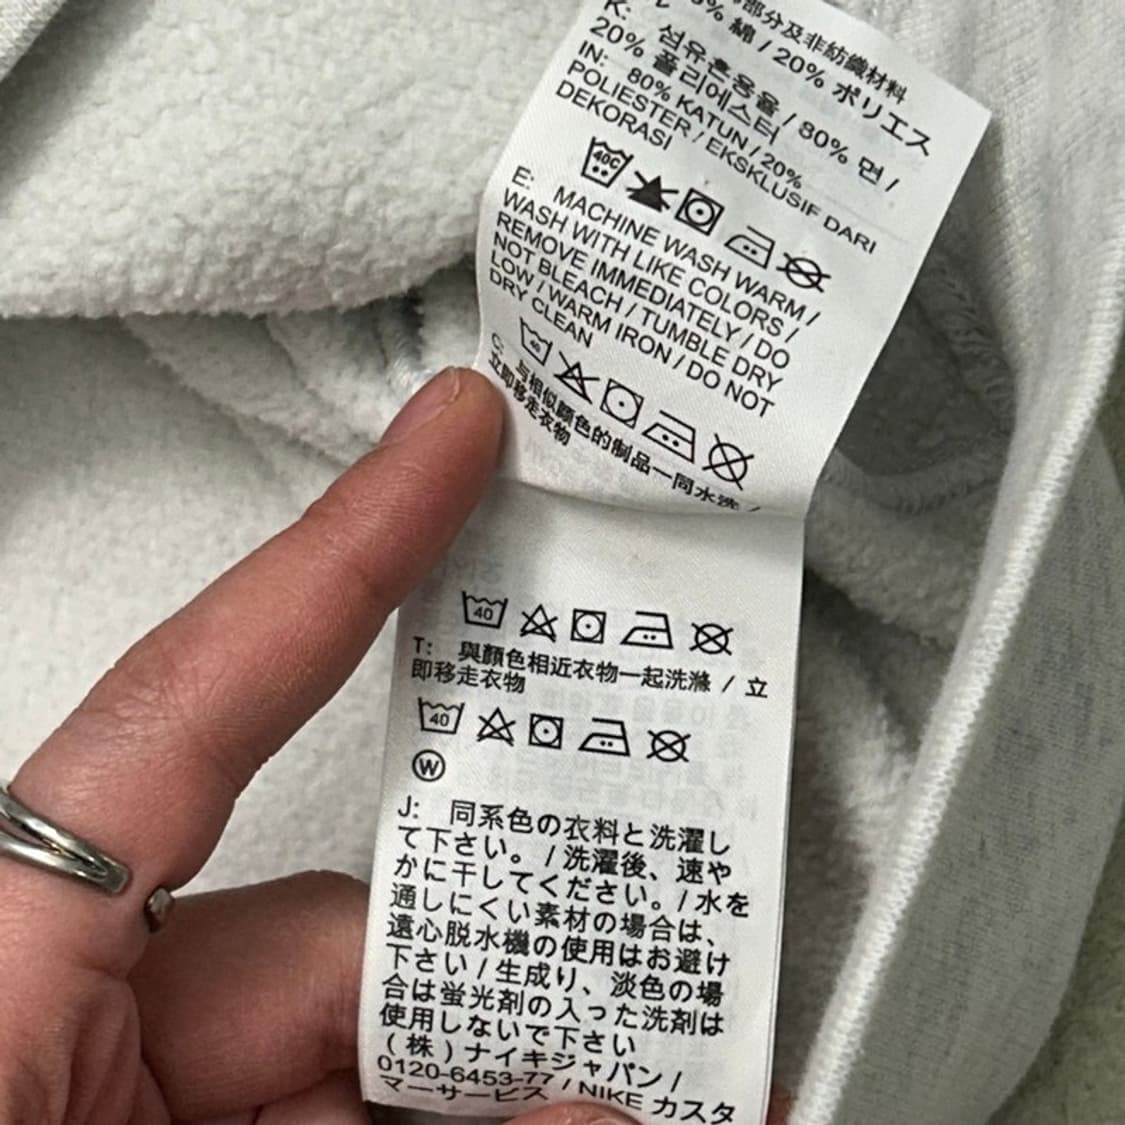 部分及非紡織材料
% 綿 / 20% ポリエス
K: 섬유혼용율 / 80% 면 /
20% 폴리에스터
IN: 80% KATUN / 20%
POLIESTER / EKSKLUSIF DARI
DEKORASI
40C
E: MACHINE WASH WARM /
WASH WITH LIKE COLORS /
REMOVE IMMEDIATELY / DO
NOT BLEACH / TUMBLE DRY
LOW / WARM IRON / DO NOT
DRY CLEAN
40
C: 与相似颜色的制品一同水洗 /
立即移走衣物
40
T: 與顏色相近衣物一起洗滌 / 立
即移走衣物
40
W
J: 同系色の衣料と洗濯し
て下さい。 / 洗濯後、速や
かに干してください。/ 水を
通しにくい素材の場合は、
遠心脱水機の使用はお避け
下さい / 生成り、淡色の場
合は蛍光剤の入った洗剤は
使用しないで下さい
(株) ナイキジャパン /
0120-6453-77 / NIKE カスタ
マーサービス